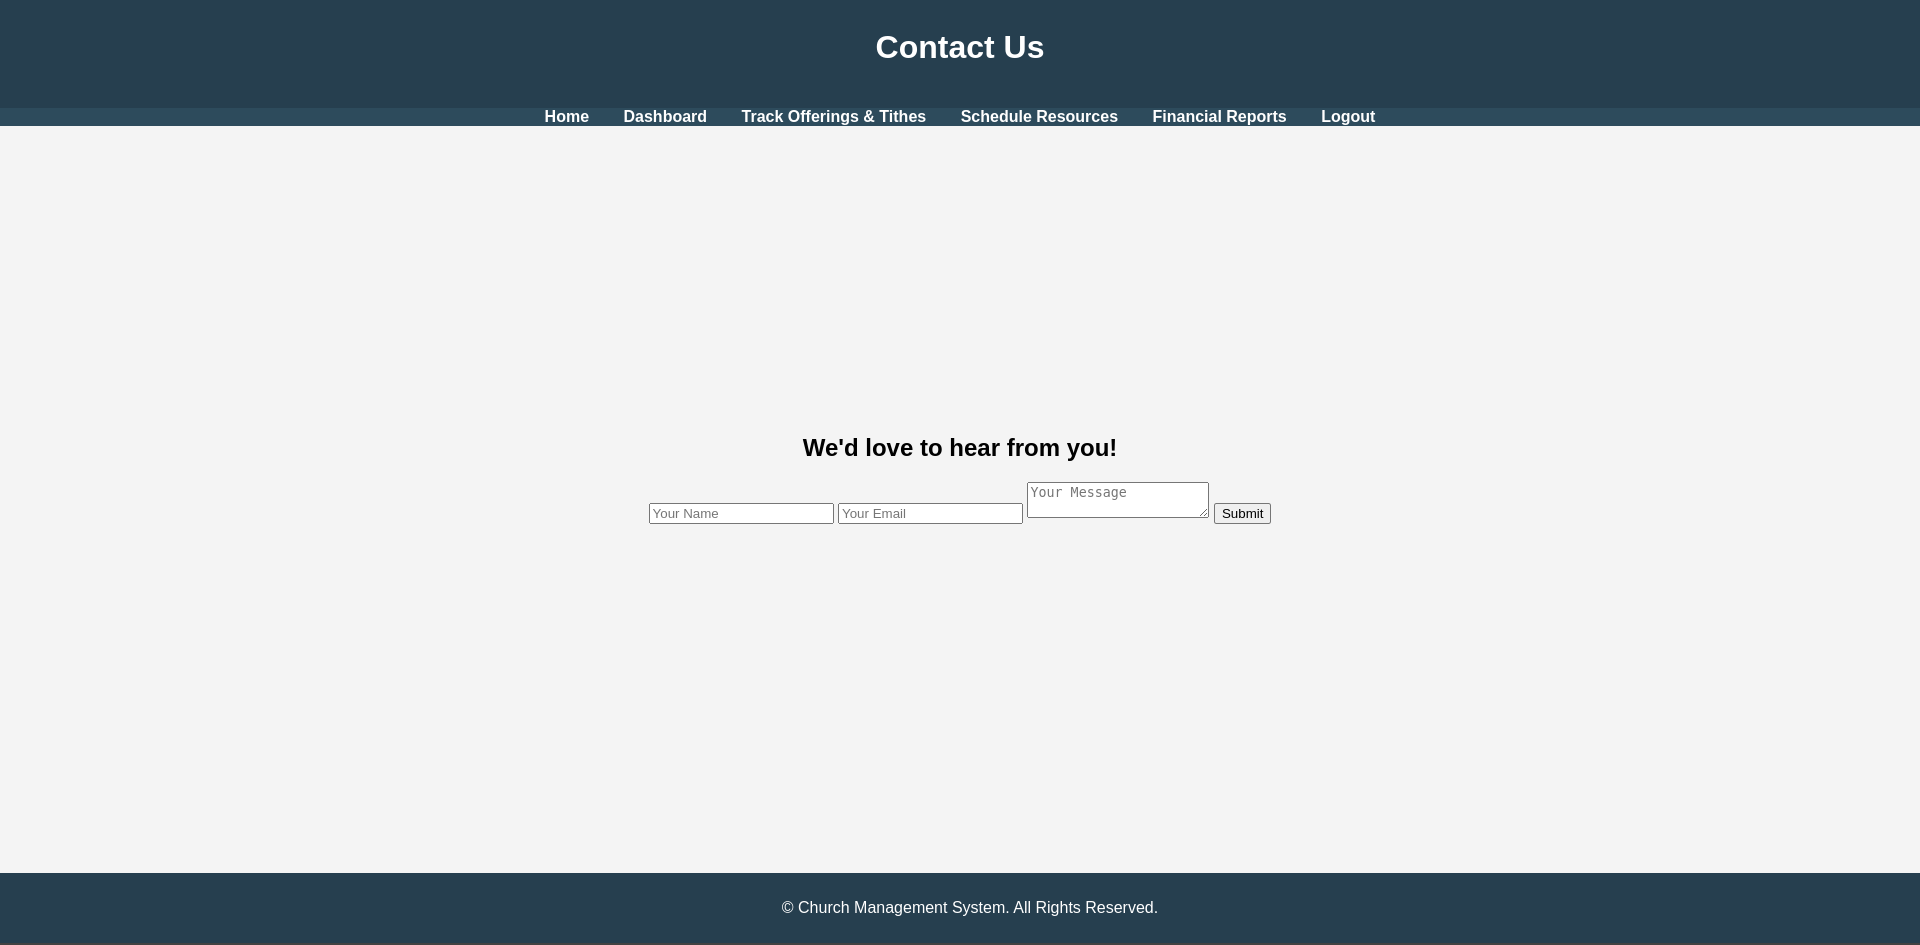 Contact Us
Home Dashboard Track Offerings & Tithes Schedule Resources Financial Reports Logout
We'd love to hear from you!
Your Name Your Email Your Message Submit
© Church Management System. All Rights Reserved.